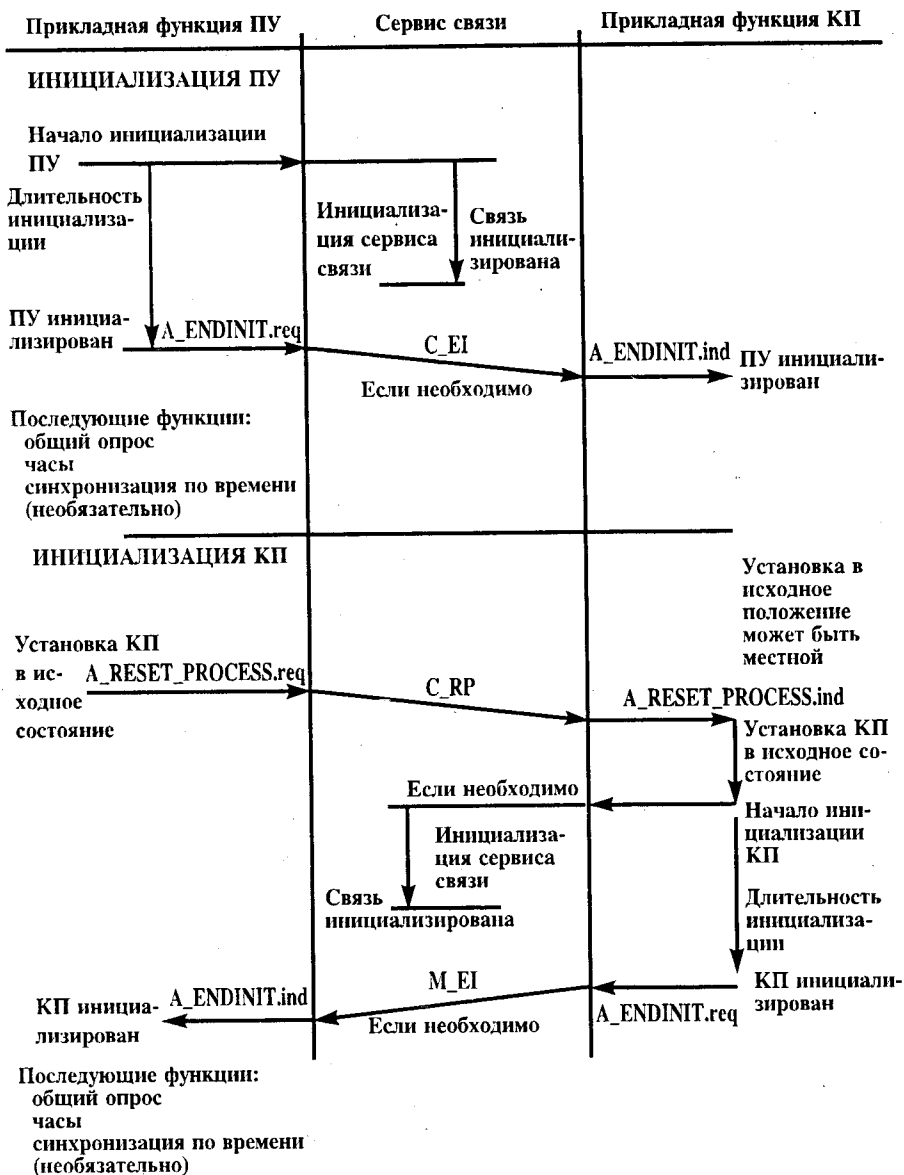 Прикладная функция ПУ
Сервис связи
Прикладная функция КП
ИНИЦИАЛИЗАЦИЯ ПУ
Начало инициализации
ПУ
Длительность
инициализа-
ции
Инициализа-
ция сервиса
связи
Связь
инициали-
зирована
ПУ инициа-
лизирован
A_ENDINIT.req
C_EI
Если необходимо
A_ENDINIT.ind
ПУ инициали-
зирован
Последующие функции:
общий опрос
часы
синхронизация по времени
(необязательно)
ИНИЦИАЛИЗАЦИЯ КП
Установка в
исходное
положение
может быть
местной
Установка КП
в ис-
ходное
состояние
A_RESET_PROCESS.req
C_RP
A_RESET_PROCESS.ind
Установка КП
в исходное со-
стояние
Если необходимо
Начало ини-
циализации
КП
Инициализа-
ция сервиса
связи
Связь
инициализирована
Длительность
инициализа-
ции
КП инициали-
зирован
A_ENDINIT.req
M_EI
Если необходимо
A_ENDINIT.ind
КП инициа-
лизирован
Последующие функции:
общий опрос
часы
синхронизация по времени
(необязательно)